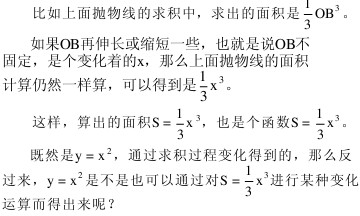 比如上面抛物线的求积中，求出的面积是$\frac{1}{3}$OB³。
如果OB再伸长或缩短一些，也就是说OB不
固定，是个变化着的x，那么上面抛物线的面积
计算仍然一样算，可以得到是$\frac{1}{3}$x³。
这样，算出的面积S=$\frac{1}{3}$x³，也是个函数S=$\frac{1}{3}$x³。
既然是y=x²，通过求积过程变化得到的，那么反
过来，y=x²是不是也可以通过对S=$\frac{1}{3}$x³进行某种变化
运算而得出来呢？